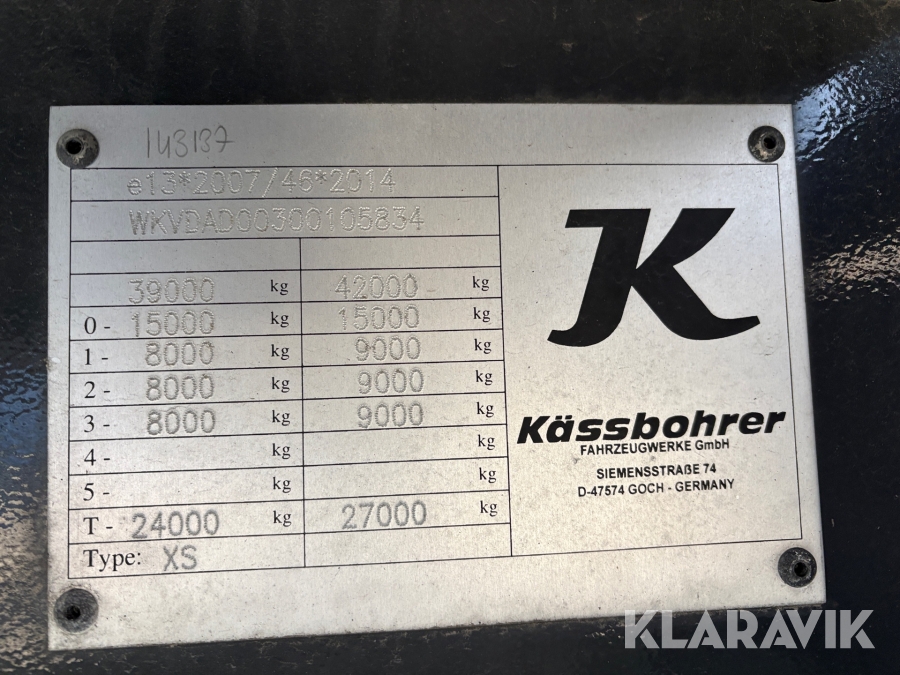 143137
e13*2007/46*2014
WKVDAD00300105834
39000 kg 42000 kg
0 - 15000 kg 15000 kg
1 - 8000 kg 9000 kg
2 - 8000 kg 9000 kg
3 - 8000 kg 9000 kg
4 - kg kg
5 - kg kg
T - 24000 kg 27000 kg
Type: XS
K
Kässbohrer
FAHRZEUGWERKE GmbH
SIEMENSSTRAßE 74
D-47574 GOCH - GERMANY
KLARAVIK